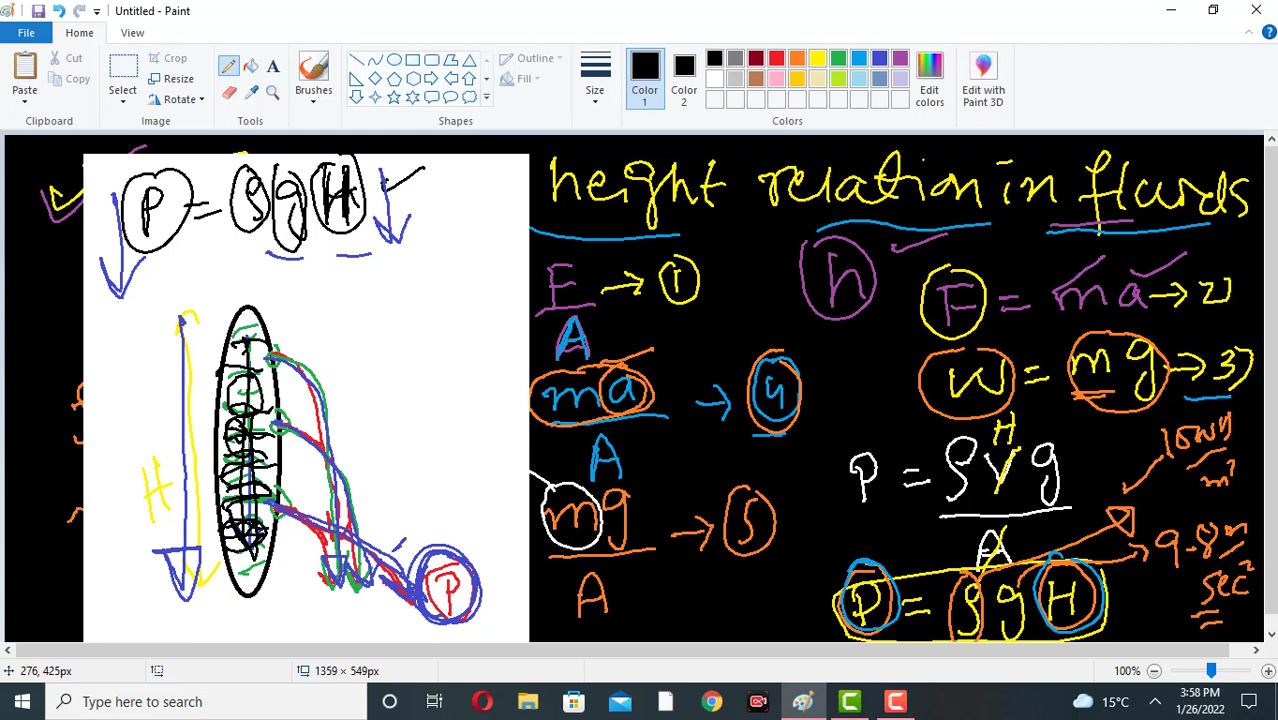 Untitled - Paint
File
Home
View
Paste
Cut
Copy
Clipboard
Select
Crop
Resize
Rotate
Image
Tools
Brushes
Shapes
Outline
Fill
Size
Color 1
Color 2
Edit colors
Colors
Edit with Paint 3D
height relation in fluids
P = ρgH
H
P
E → 1
A
h
F = ma → 2)
ma → 4
A
W = mg → 3)
mg → 5
A
P = ρVg
H
A
9.8m
sec²
P = ρgH
276, 425px
1359 × 549px
100%
Type here to search
15°C
3:58 PM
1/26/2022